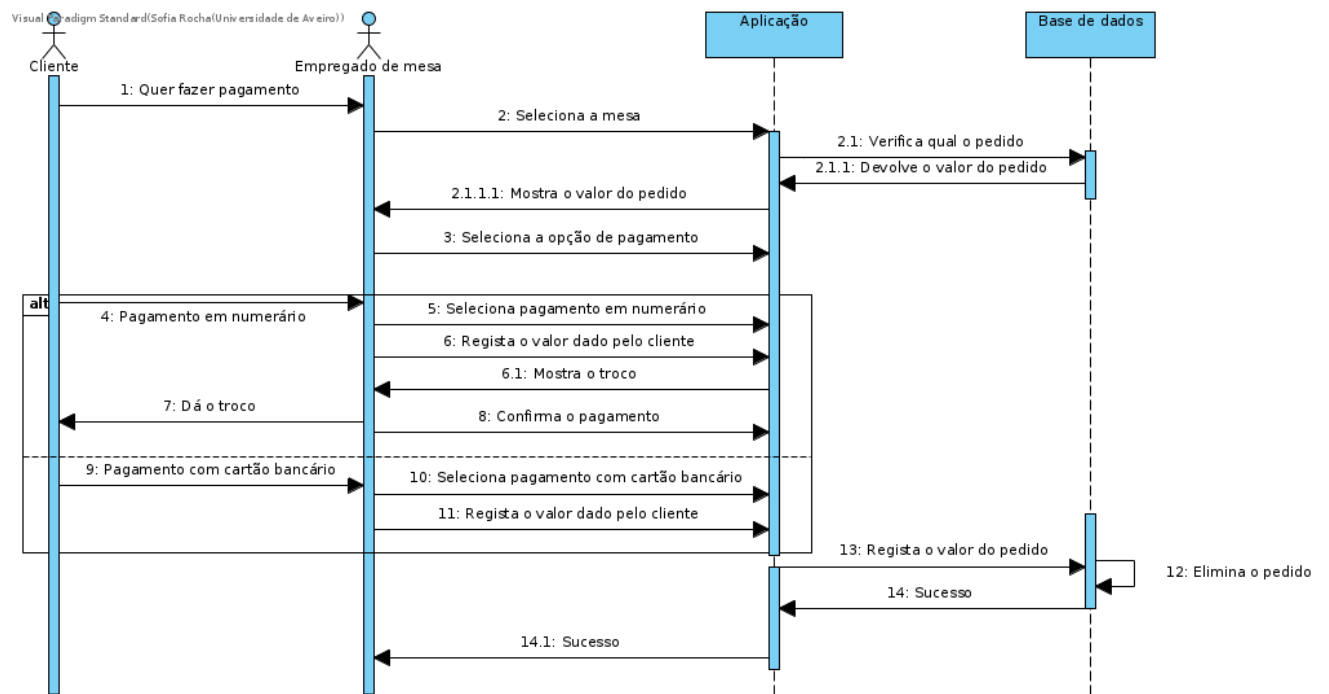 Visual Paradigm Standard(Sofia Rocha(Universidade de Aveiro))
Cliente
Empregado de mesa
Aplicação
Base de dados
1: Quer fazer pagamento
2: Seleciona a mesa
2.1: Verifica qual o pedido
2.1.1: Devolve o valor do pedido
2.1.1.1: Mostra o valor do pedido
3: Seleciona a opção de pagamento
alt
4: Pagamento em numerário
5: Seleciona pagamento em numerário
6: Regista o valor dado pelo cliente
6.1: Mostra o troco
7: Dá o troco
8: Confirma o pagamento
9: Pagamento com cartão bancário
10: Seleciona pagamento com cartão bancário
11: Regista o valor dado pelo cliente
13: Regista o valor do pedido
12: Elimina o pedido
14: Sucesso
14.1: Sucesso